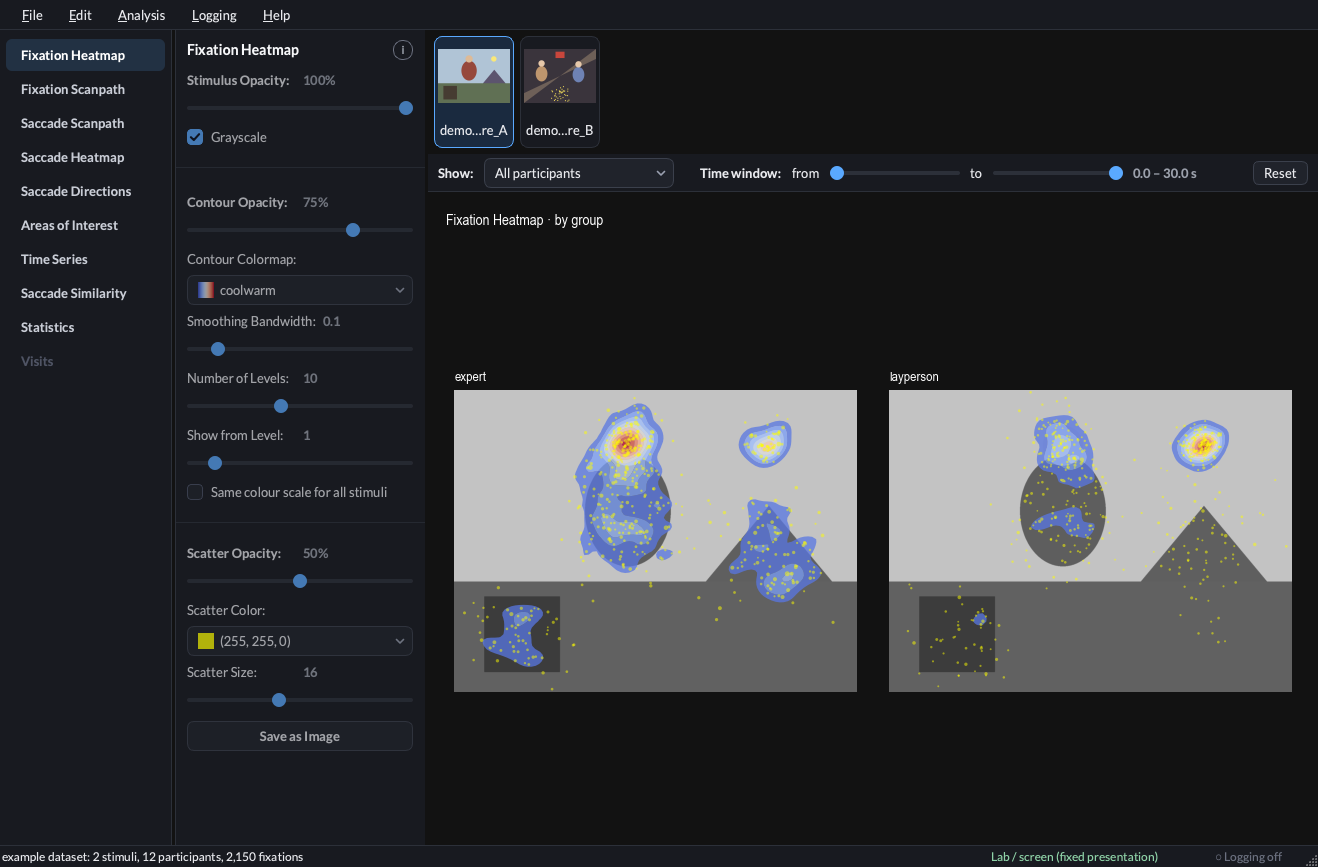 File Edit Analysis Logging Help
Fixation Heatmap
Fixation Scanpath
Saccade Scanpath
Saccade Heatmap
Saccade Directions
Areas of Interest
Time Series
Saccade Similarity
Statistics
Visits
Fixation Heatmap i
Stimulus Opacity: 100%
Grayscale
Contour Opacity: 75%
Contour Colormap:
coolwarm
Smoothing Bandwidth: 0.1
Number of Levels: 10
Show from Level: 1
Same colour scale for all stimuli
Scatter Opacity: 50%
Scatter Color:
(255, 255, 0)
Scatter Size: 16
Save as Image
demo...re_A demo...re_B
Show: All participants Time window: from to 0.0 – 30.0 s Reset
Fixation Heatmap · by group
expert layperson
example dataset: 2 stimuli, 12 participants, 2,150 fixations Lab / screen (fixed presentation) ○ Logging off